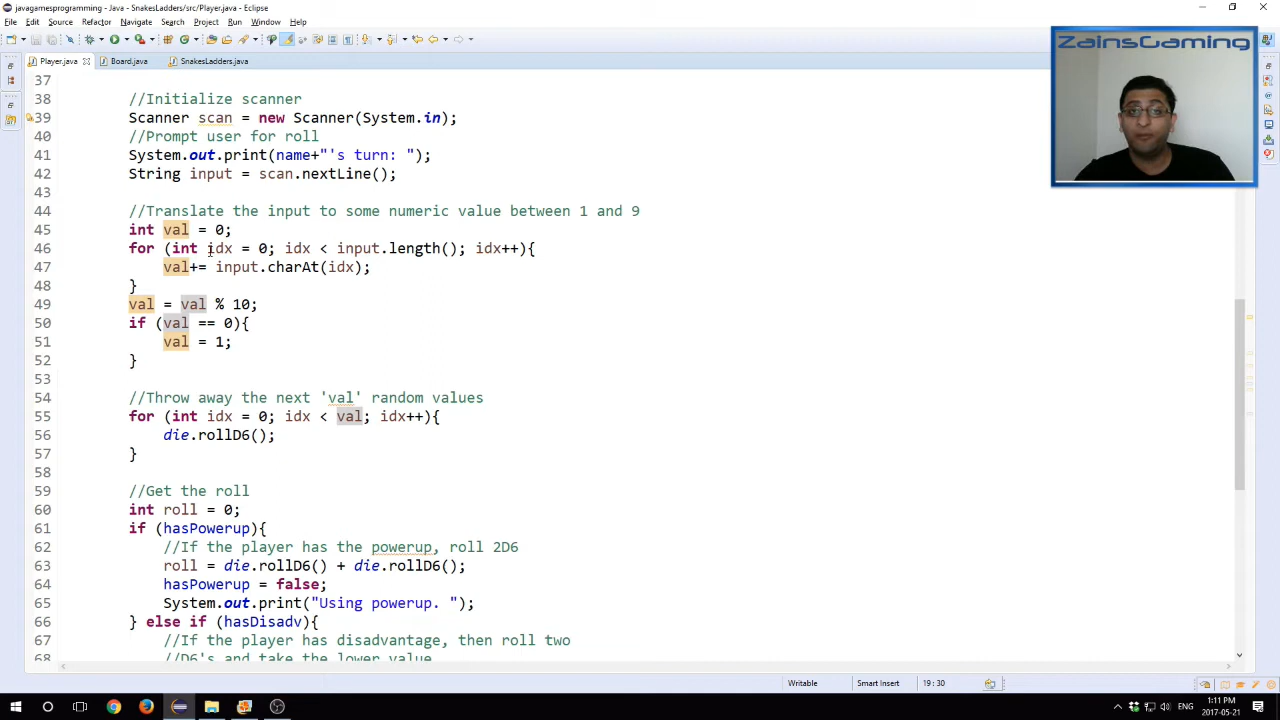 javagamesprogramming - Java - SnakesLadders/src/Player.java - Eclipse
File Edit Source Refactor Navigate Search Project Run Window Help
Player.java Board.java SnakesLadders.java
ZainsGaming
37
38 //Initialize scanner
39 Scanner scan = new Scanner(System.in);
40 //Prompt user for roll
41 System.out.print(name+"'s turn: ");
42 String input = scan.nextLine();
43
44 //Translate the input to some numeric value between 1 and 9
45 int val = 0;
46 for (int idx = 0; idx < input.length(); idx++){
47 val+= input.charAt(idx);
48 }
49 val = val % 10;
50 if (val == 0){
51 val = 1;
52 }
53
54 //Throw away the next 'val' random values
55 for (int idx = 0; idx < val; idx++){
56 die.rollD6();
57 }
58
59 //Get the roll
60 int roll = 0;
61 if (hasPowerup){
62 //If the player has the powerup, roll 2D6
63 roll = die.rollD6() + die.rollD6();
64 hasPowerup = false;
65 System.out.print("Using powerup. ");
66 } else if (hasDisadv){
67 //If the player has disadvantage, then roll two
68 //D6's and take the lower value
Writable Smart Insert 19 : 30
ENG 1:11 PM
2017-05-21